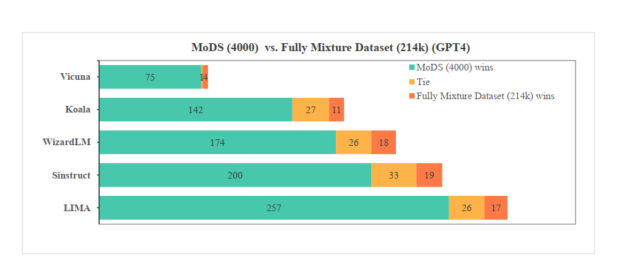 MoDS (4000) vs. Fully Mixture Dataset (214k) (GPT4)
MoDS (4000) wins
Tie
Fully Mixture Dataset (214k) wins
Vicuna 75 1 4
Koala 142 27 11
WizardLM 174 26 18
Sinstruct 200 33 19
LIMA 257 26 17